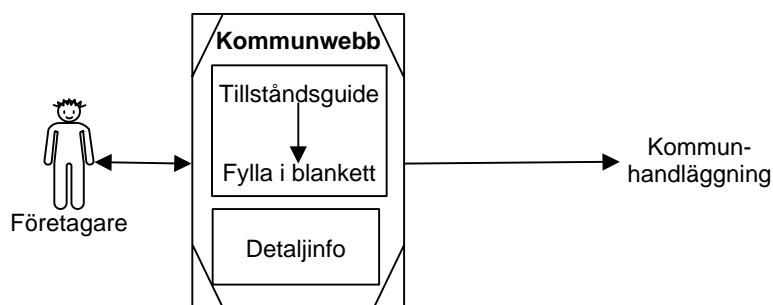 Kommunwebb
Tillståndsguide
Fylla i blankett
Detaljinfo
Företagare
Kommun-
handläggning